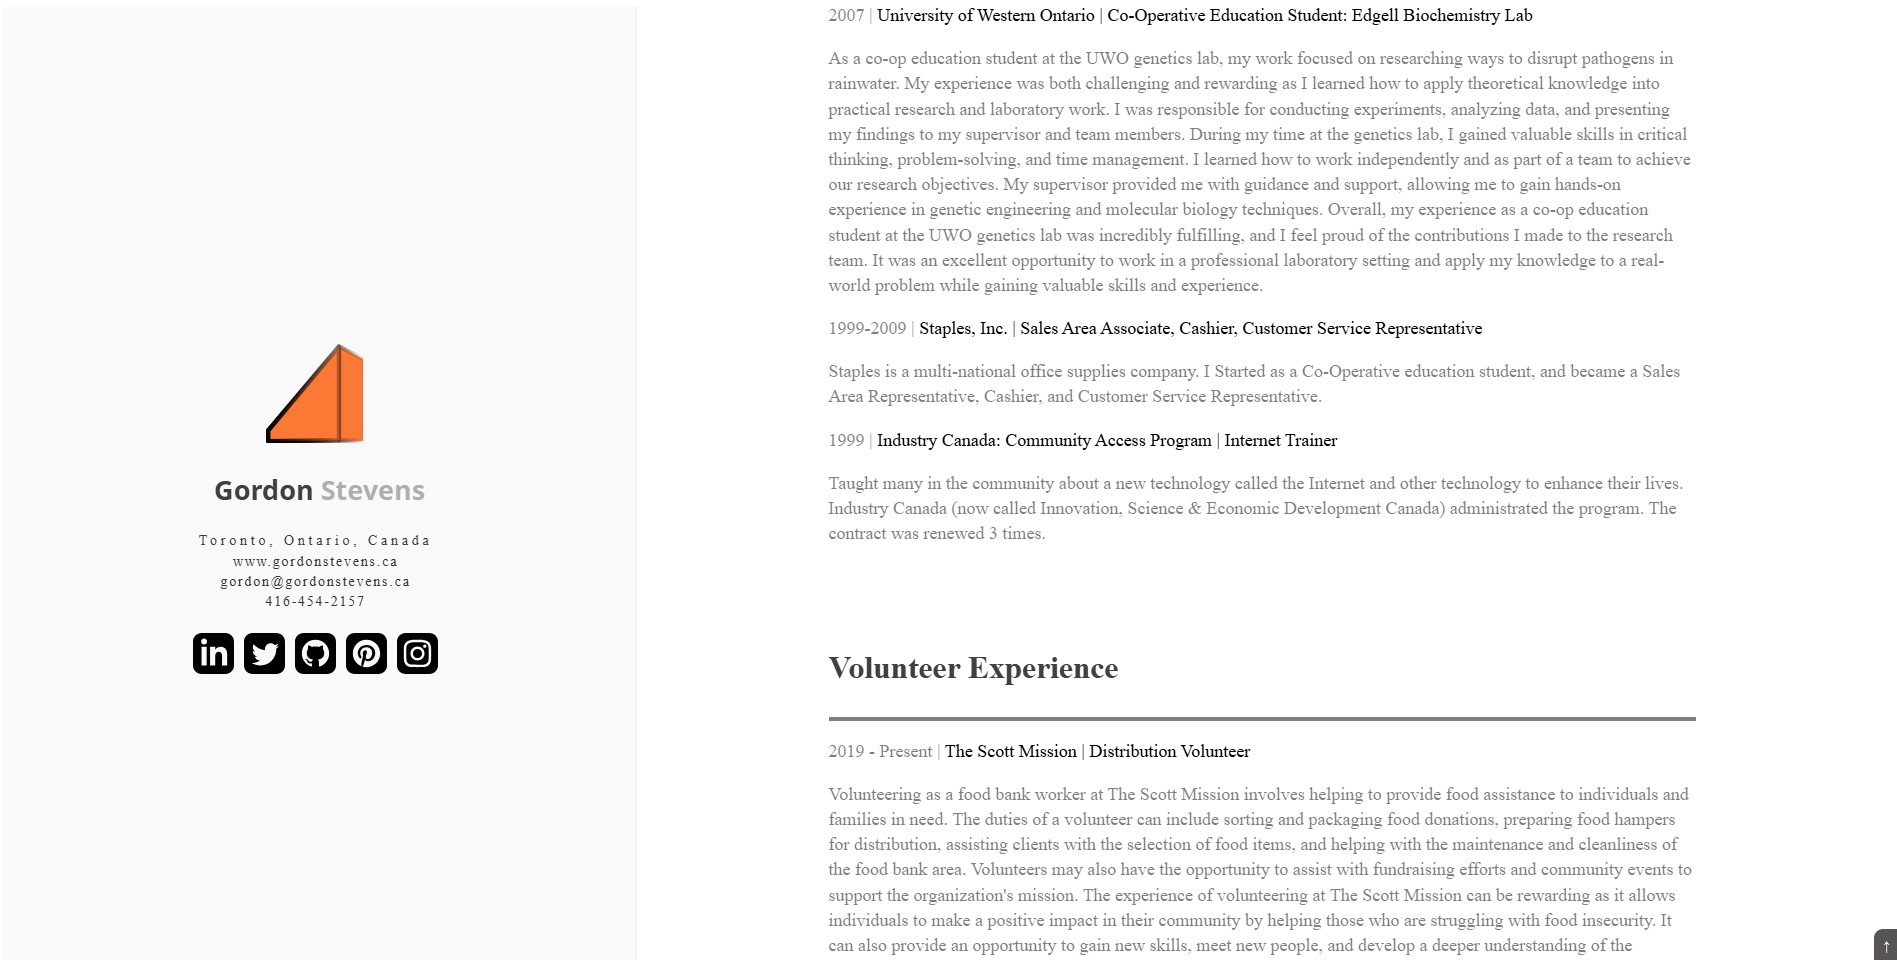 Gordon Stevens
Toronto, Ontario, Canada
www.gordonstevens.ca
gordon@gordonstevens.ca
416-454-2157
in
2007 | University of Western Ontario | Co-Operative Education Student: Edgell Biochemistry Lab
As a co-op education student at the UWO genetics lab, my work focused on researching ways to disrupt pathogens in
rainwater. My experience was both challenging and rewarding as I learned how to apply theoretical knowledge into
practical research and laboratory work. I was responsible for conducting experiments, analyzing data, and presenting
my findings to my supervisor and team members. During my time at the genetics lab, I gained valuable skills in critical
thinking, problem-solving, and time management. I learned how to work independently and as part of a team to achieve
our research objectives. My supervisor provided me with guidance and support, allowing me to gain hands-on
experience in genetic engineering and molecular biology techniques. Overall, my experience as a co-op education
student at the UWO genetics lab was incredibly fulfilling, and I feel proud of the contributions I made to the research
team. It was an excellent opportunity to work in a professional laboratory setting and apply my knowledge to a real-
world problem while gaining valuable skills and experience.
1999-2009 | Staples, Inc. | Sales Area Associate, Cashier, Customer Service Representative
Staples is a multi-national office supplies company. I Started as a Co-Operative education student, and became a Sales
Area Representative, Cashier, and Customer Service Representative.
1999 | Industry Canada: Community Access Program | Internet Trainer
Taught many in the community about a new technology called the Internet and other technology to enhance their lives.
Industry Canada (now called Innovation, Science & Economic Development Canada) administrated the program. The
contract was renewed 3 times.
Volunteer Experience
2019 - Present | The Scott Mission | Distribution Volunteer
Volunteering as a food bank worker at The Scott Mission involves helping to provide food assistance to individuals and
families in need. The duties of a volunteer can include sorting and packaging food donations, preparing food hampers
for distribution, assisting clients with the selection of food items, and helping with the maintenance and cleanliness of
the food bank area. Volunteers may also have the opportunity to assist with fundraising efforts and community events to
support the organization's mission. The experience of volunteering at The Scott Mission can be rewarding as it allows
individuals to make a positive impact in their community by helping those who are struggling with food insecurity. It
can also provide an opportunity to gain new skills, meet new people, and develop a deeper understanding of the
↑